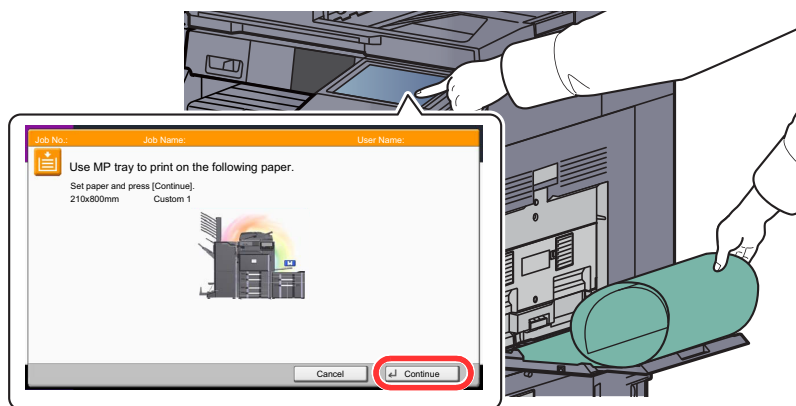 Job No.: Job Name: User Name:
Use MP tray to print on the following paper.
Set paper and press [Continue].
210x800mm Custom 1
Cancel Continue